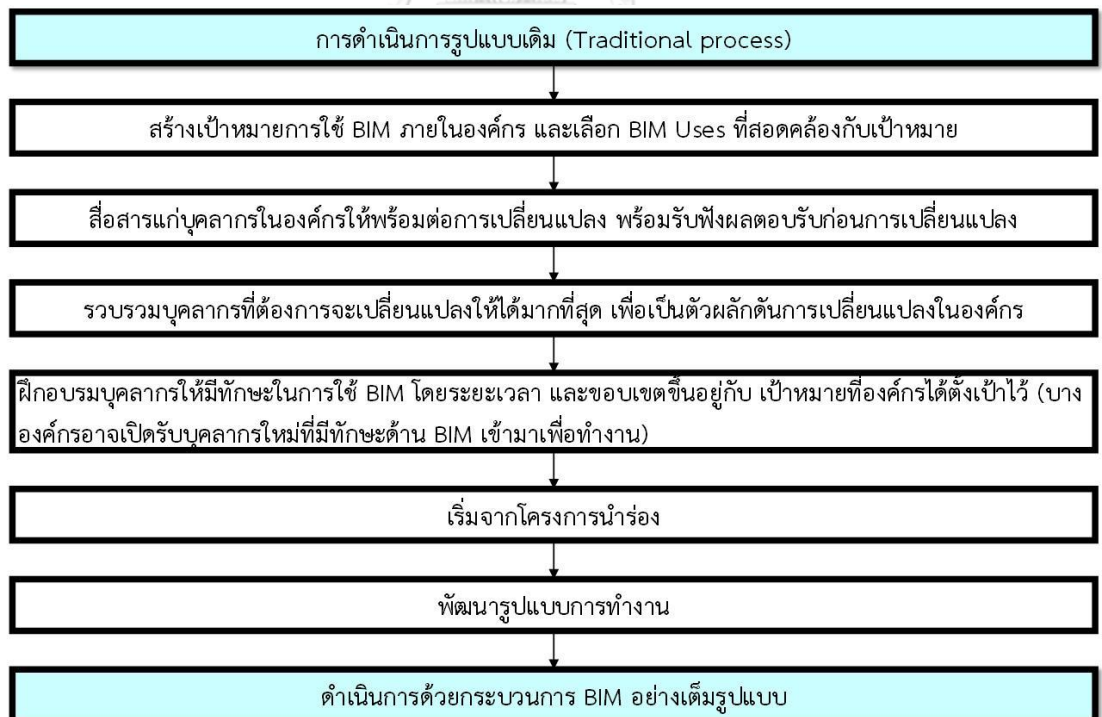 การดำเนินการรูปแบบเดิม (Traditional process)
สร้างเป้าหมายการใช้ BIM ภายในองค์กร และเลือก BIM Uses ที่สอดคล้องกับเป้าหมาย
สื่อสารแก่บุคลากรในองค์กรให้พร้อมต่อการเปลี่ยนแปลง พร้อมรับฟังผลตอบรับก่อนการเปลี่ยนแปลง
รวบรวมบุคลากรที่ต้องการจะเปลี่ยนแปลงให้ได้มากที่สุด เพื่อเป็นตัวผลักดันการเปลี่ยนแปลงในองค์กร
ฝึกอบรมบุคลากรให้มีทักษะในการใช้ BIM โดยระยะเวลา และขอบเขตขึ้นอยู่กับ เป้าหมายที่องค์กรได้ตั้งเป้าไว้ (บาง
องค์กรอาจเปิดรับบุคลากรใหม่ที่มีทักษะด้าน BIM เข้ามาเพื่อทำงาน)
เริ่มจากโครงการนำร่อง
พัฒนารูปแบบการทำงาน
ดำเนินการด้วยกระบวนการ BIM อย่างเต็มรูปแบบ